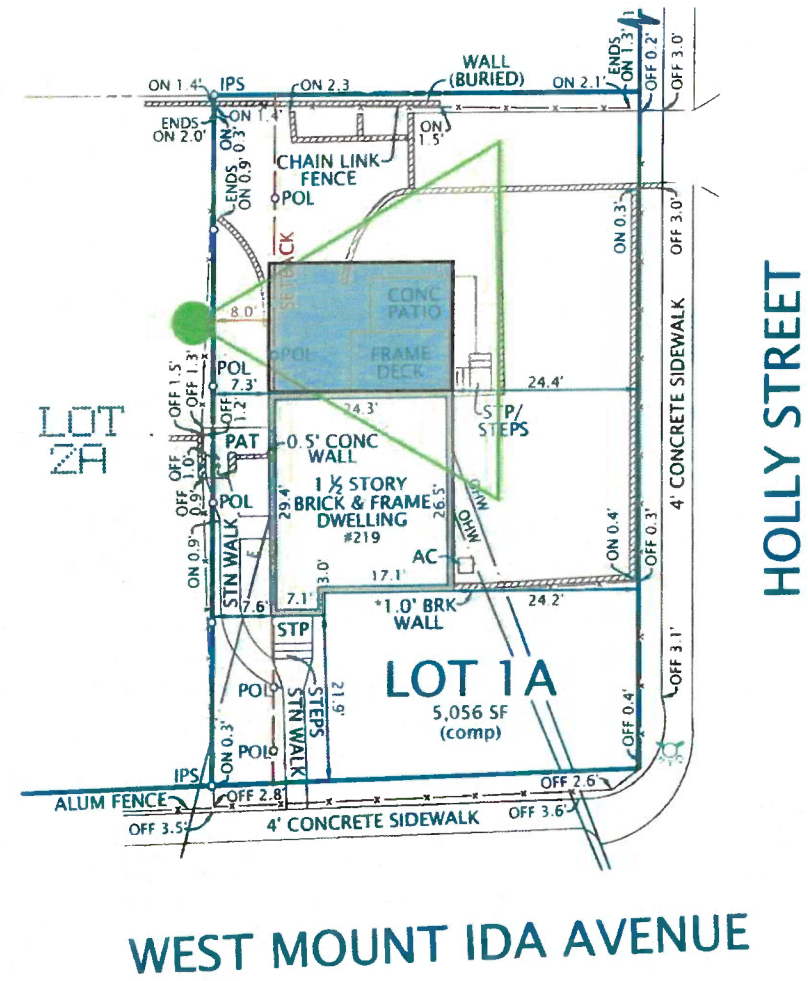 ON 1.4'
IPS
ON 2.3
WALL
(BURIED)
ON 2.1'
ENDS
ON 1.3'
OFF 0.2'
OFF 3.0'
ENDS
ON 2.0'
ON 1.4'
ON
0.3'
ON
1.5'
CHAIN LINK
FENCE
ENDS
ON 0.9'
POL
ON 0.3'
OFF 3.0'
SETBACK
8.0'
CONC
PATIO
POL
FRAME
DECK
OFF 1.5'
OFF 1.3'
POL
7.3'
24.3'
24.4'
STP/
STEPS
OFF
1.2'
LOT
2A
PAT
0.5' CONC
WALL
OFF
1.0'
OFF
0.9'
POL
1 ½ STORY
BRICK & FRAME
DWELLING
#219
29.4'
26.5'
OHW
OHW
4' CONCRETE SIDEWALK
HOLLY STREET
ON 0.9'
STN WALK
AC
ON 0.4'
OFF 0.3'
3.0'
17.1'
7.6'
7.1'
*1.0' BRK
WALL
24.2'
STP
LOT 1A
5,056 SF
(comp)
OFF 3.1'
POL
STEPS
STN WALK
21.9'
POL
ON 0.3'
OFF 0.4'
IPS
ALUM FENCE
OFF 2.8'
OFF 2.6'
OFF 3.5'
4' CONCRETE SIDEWALK
OFF 3.6'
WEST MOUNT IDA AVENUE